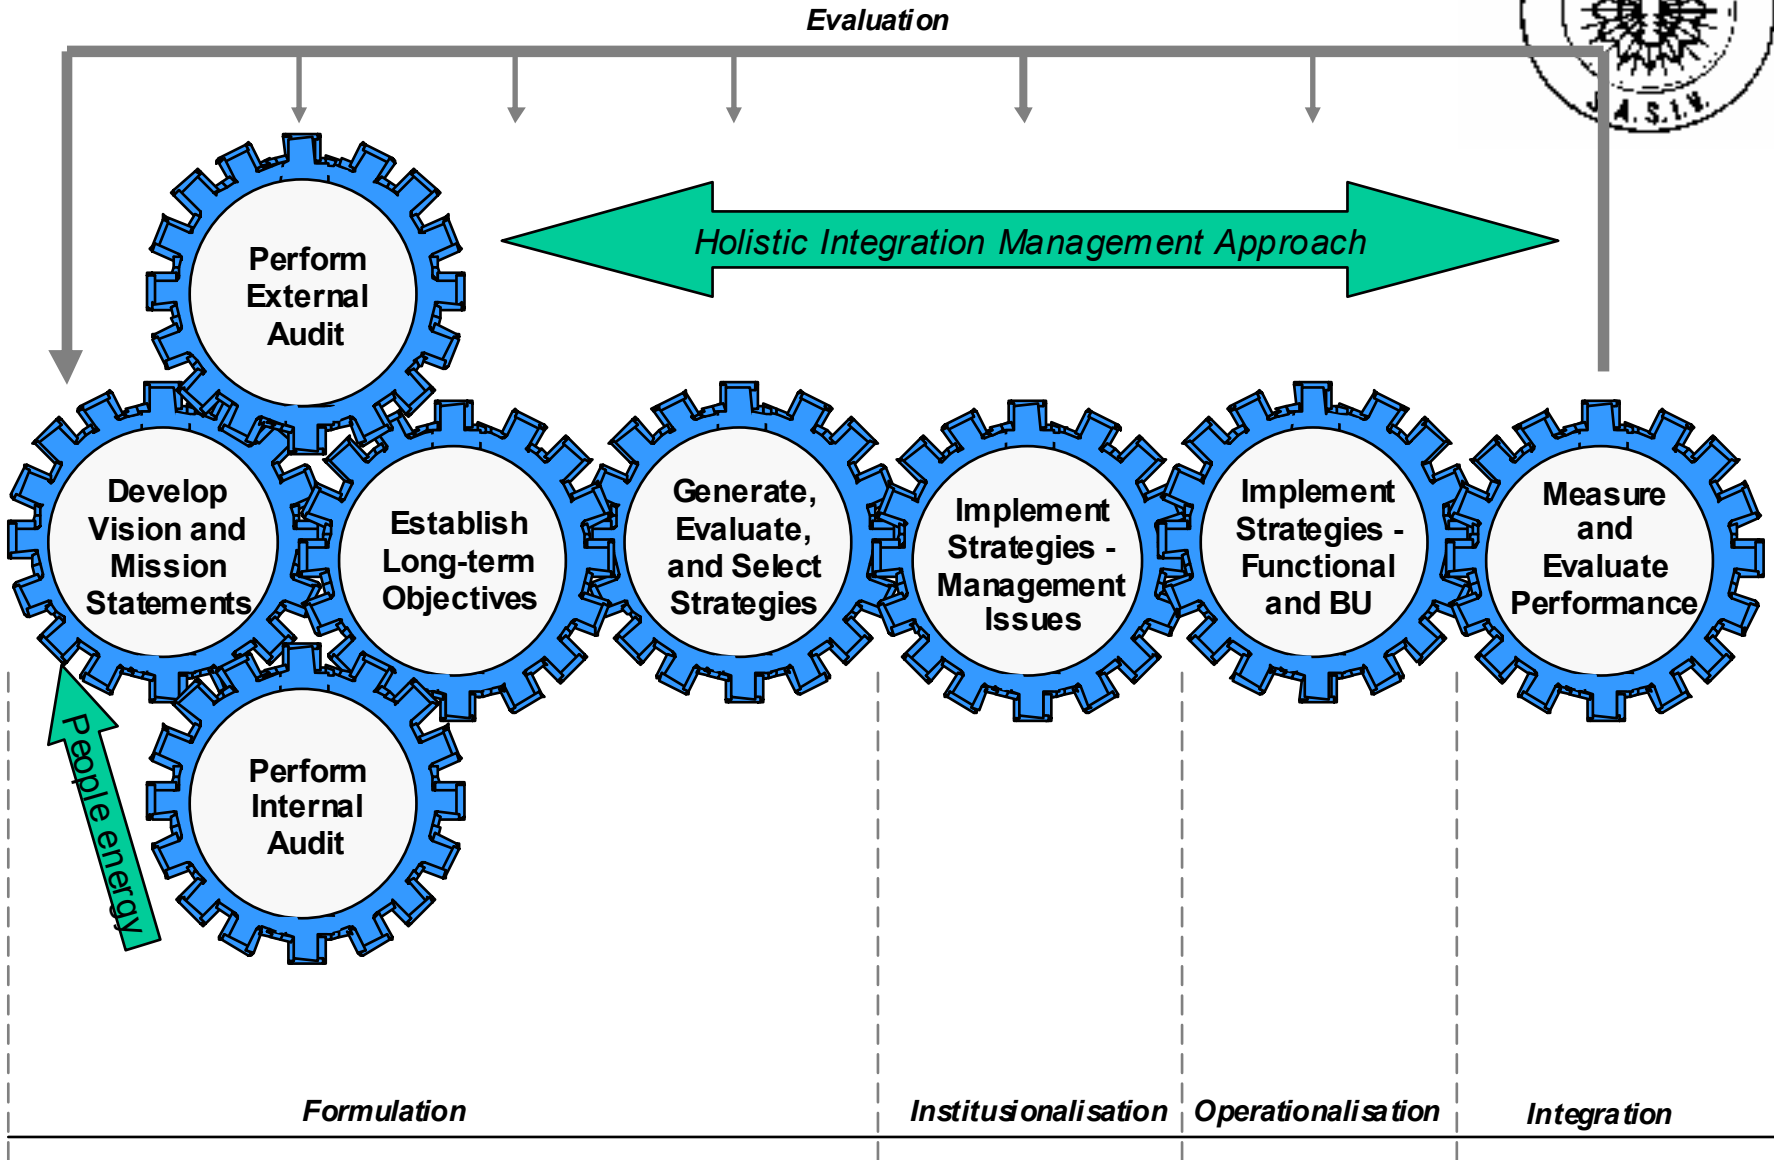 Evaluation
J.A.S.I.V.
Perform
External
Audit
Holistic Integration Management Approach
Develop
Vision and
Mission
Statements
Establish
Long-term
Objectives
Generate,
Evaluate,
and Select
Strategies
Implement
Strategies -
Management
Issues
Implement
Strategies -
Functional
and BU
Measure
and
Evaluate
Performance
People energy
Perform
Internal
Audit
Formulation
Institusionalisation
Operationalisation
Integration